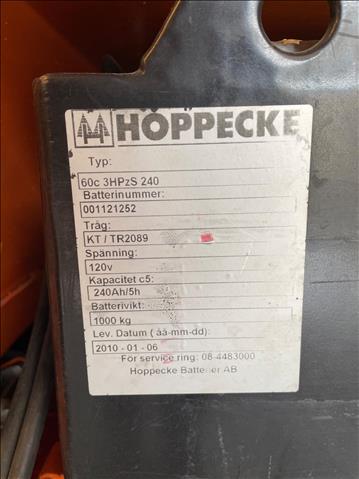 HOPPECKE
Typ:
60c 3HPzS 240
Batterinummer:
001121252
Tråg:
KT / TR2089
Spänning:
120v
Kapacitet c5:
240Ah/5h
Batterivikt:
1000 kg
Lev. Datum ( åå-mm-dd):
2010 - 01 - 06
För service ring: 08-4483000
Hoppecke Batterier AB